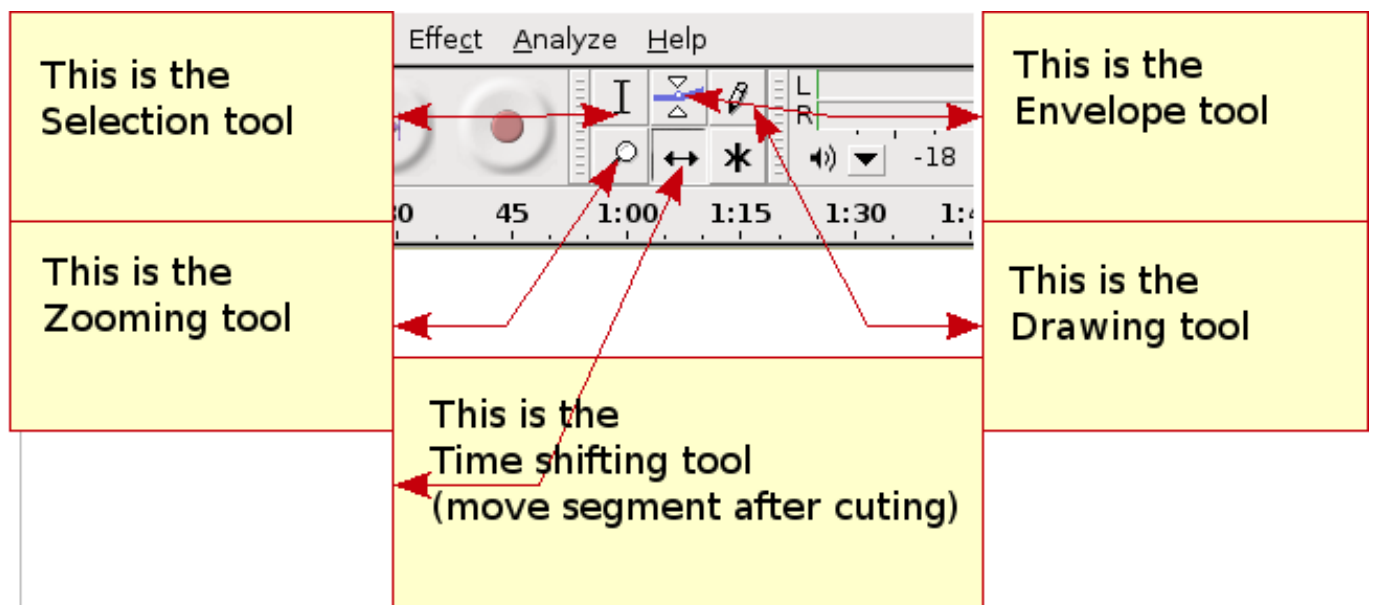 Effect Analyze Help
This is the
Selection tool
This is the
Envelope tool
L
R
-18
45 1:00 1:15 1:30
This is the
Zooming tool
This is the
Drawing tool
This is the
Time shifting tool
(move segment after cuting)